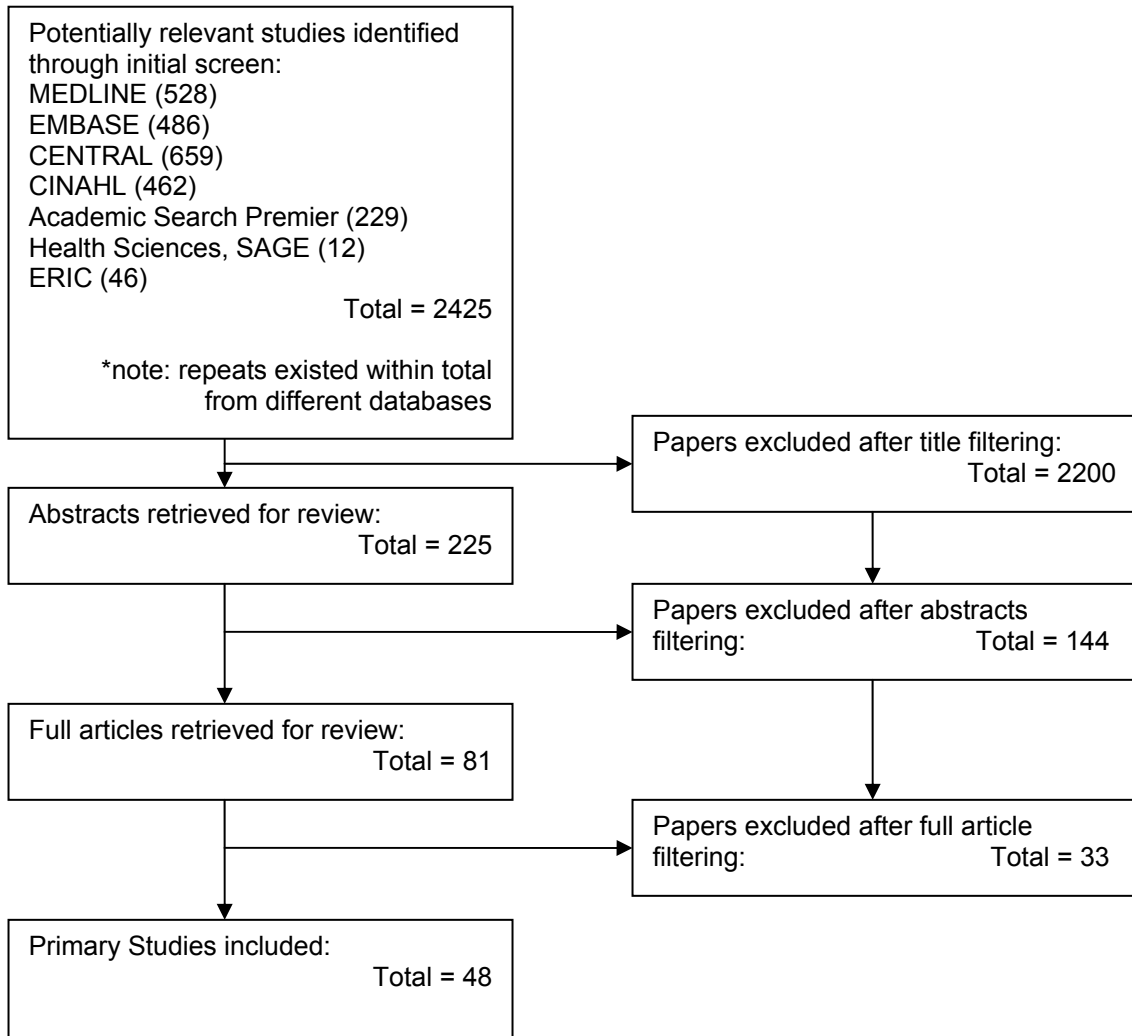 Potentially relevant studies identified
through initial screen:
MEDLINE (528)
EMBASE (486)
CENTRAL (659)
CINAHL (462)
Academic Search Premier (229)
Health Sciences, SAGE (12)
ERIC (46)
Total = 2425
*note: repeats existed within total
from different databases
Papers excluded after title filtering:
Total = 2200
Abstracts retrieved for review:
Total = 225
Papers excluded after abstracts
filtering: Total = 144
Full articles retrieved for review:
Total = 81
Papers excluded after full article
filtering: Total = 33
Primary Studies included:
Total = 48